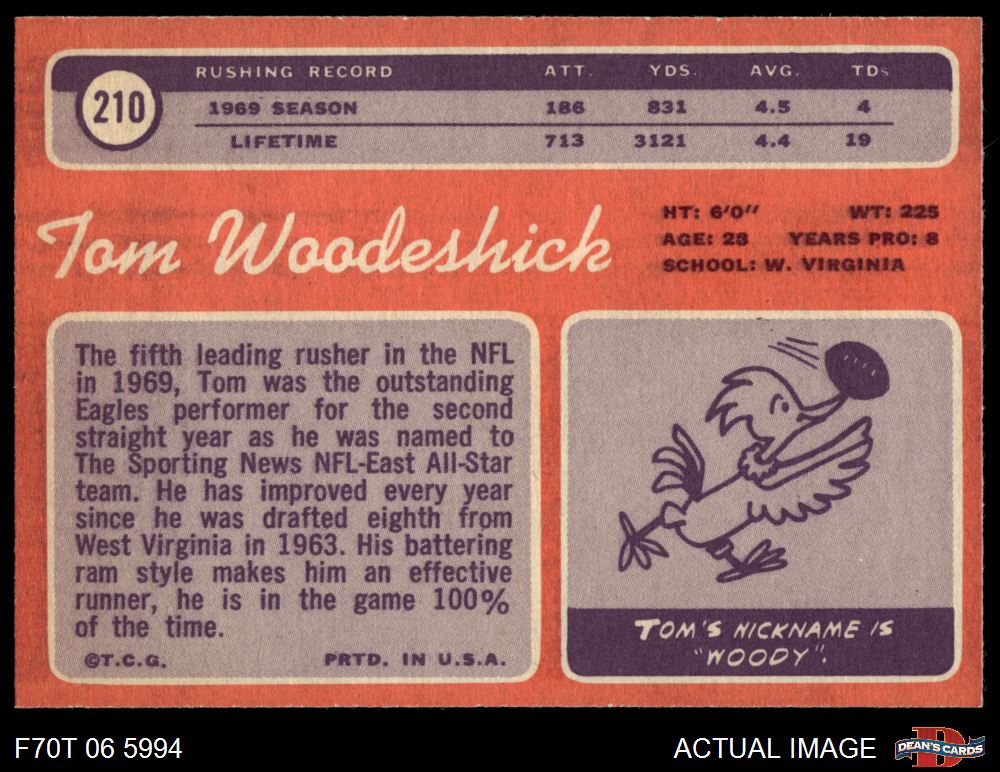 210
RUSHING RECORD ATT. YDS. AVG. TDs
1969 SEASON 186 831 4.5 4
LIFETIME 713 3121 4.4 19
Tom Woodeshick
HT: 6'0" WT: 225
AGE: 28 YEARS PRO: 8
SCHOOL: W. VIRGINIA
The fifth leading rusher in the NFL
in 1969, Tom was the outstanding
Eagles performer for the second
straight year as he was named to
The Sporting News NFL-East All-Star
team. He has improved every year
since he was drafted eighth from
West Virginia in 1963. His battering
ram style makes him an effective
runner, he is in the game 100%
of the time.
©T.C.G. PRTD. IN U.S.A.
TOM'S NICKNAME IS
"WOODY".
F70T 06 5994
ACTUAL IMAGE
D
DEAN'S CARDS